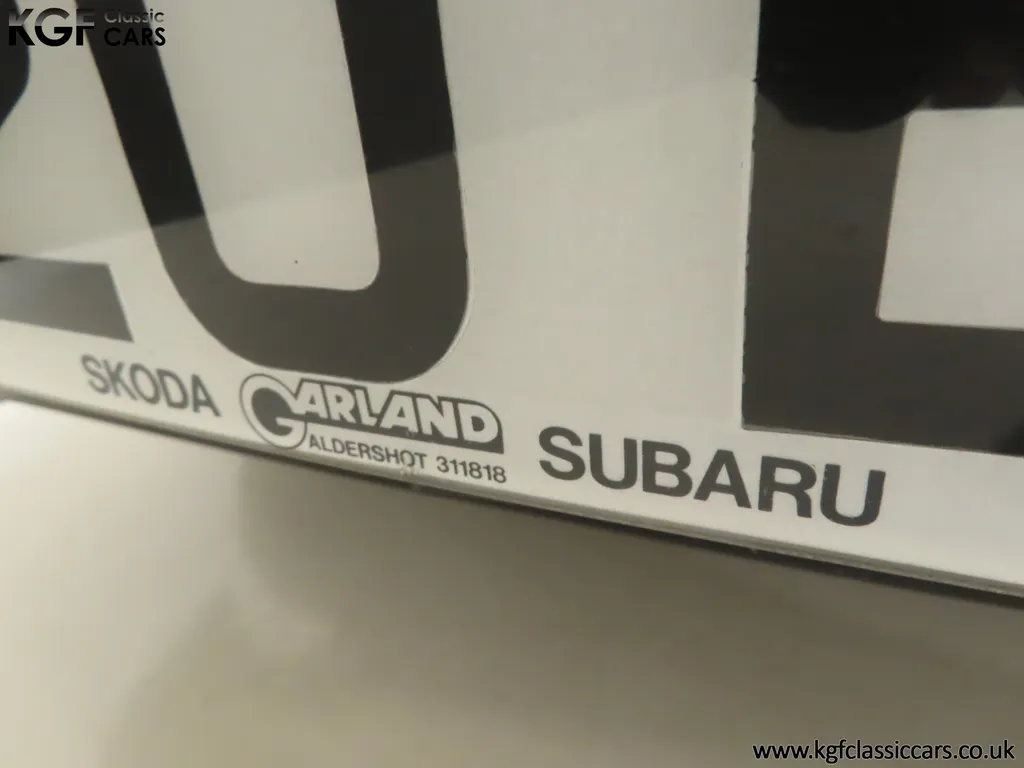 KGF Classic CARS
SKODA GARLAND SUBARU
ALDERSHOT 311818
www.kgfclassiccars.co.uk